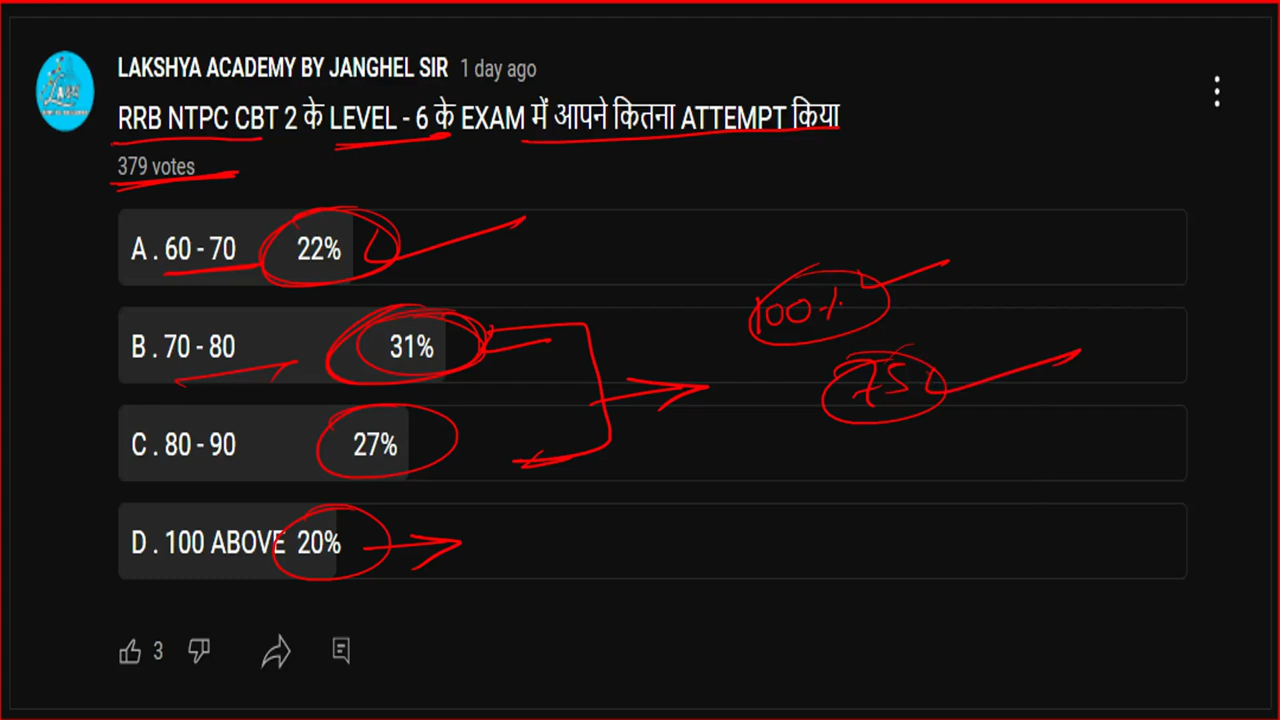 LAKSHYA ACADEMY BY JANGHEL SIR 1 day ago
RRB NTPC CBT 2 के LEVEL - 6 के EXAM में आपने कितना ATTEMPT किया
379 votes
A . 60 - 70 22%
100%
B . 70 - 80 31%
75
C . 80 - 90 27%
D . 100 ABOVE 20%
3